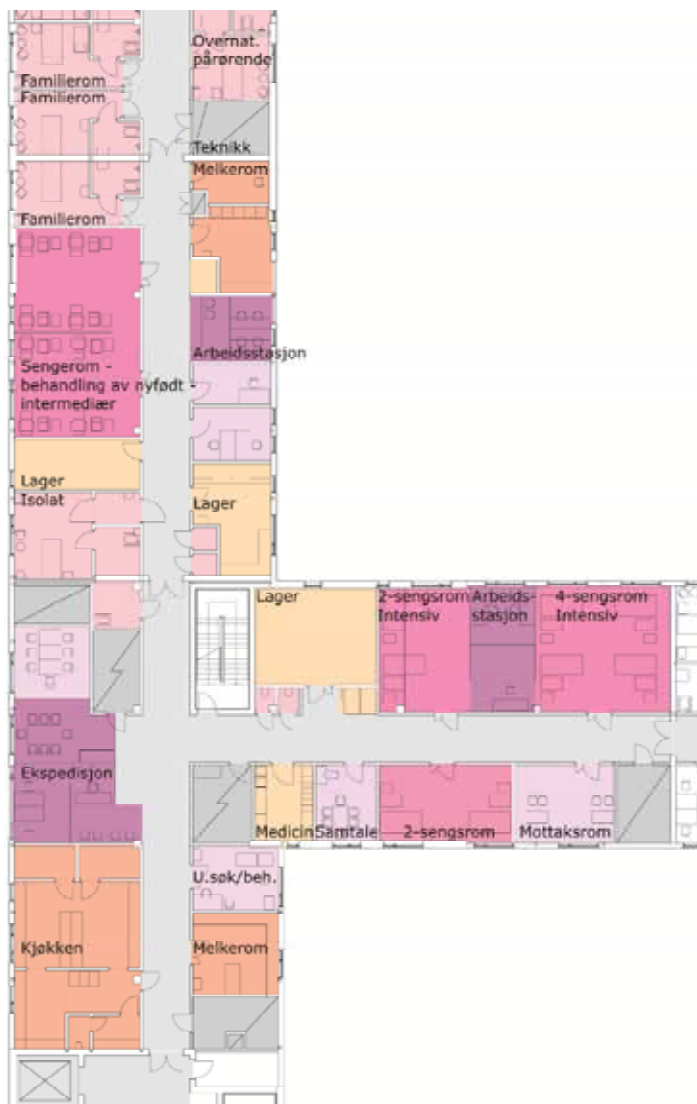 Overnat.
pårørende
Familierom
Familierom
Teknikk
Melkerom
Familierom
Arbeidsstasjon
Sengerom -
behandling av nyfødt -
intermediær
Lager
Isolat
Lager
Lager
2-sengsrom
Intensiv
Arbeids-
stasjon
4-sengsrom
Intensiv
Ekspedisjon
Medicin
Samtale
2-sengsrom
Mottaksrom
U.søk/beh.
Kjøkken
Melkerom